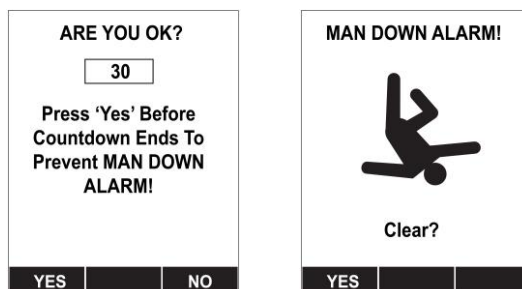 ARE YOU OK?
30
Press ‘Yes’ Before
Countdown Ends To
Prevent MAN DOWN
ALARM!
YES NO
MAN DOWN ALARM!
Clear?
YES